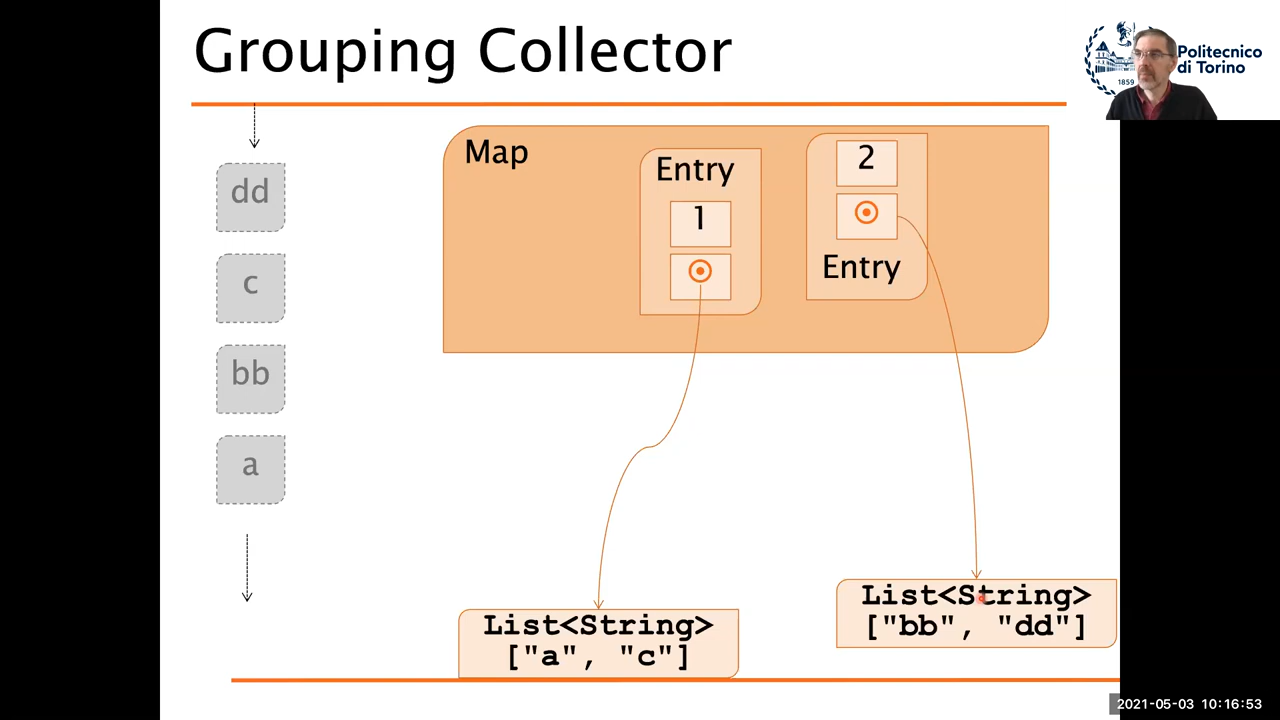 Grouping Collector
Politecnico
di Torino
1859
dd
c
bb
a
Map
Entry
1
2
Entry
List<String>
["a", "c"]
List<String>
["bb", "dd"]
2021-05-03 10:16:53